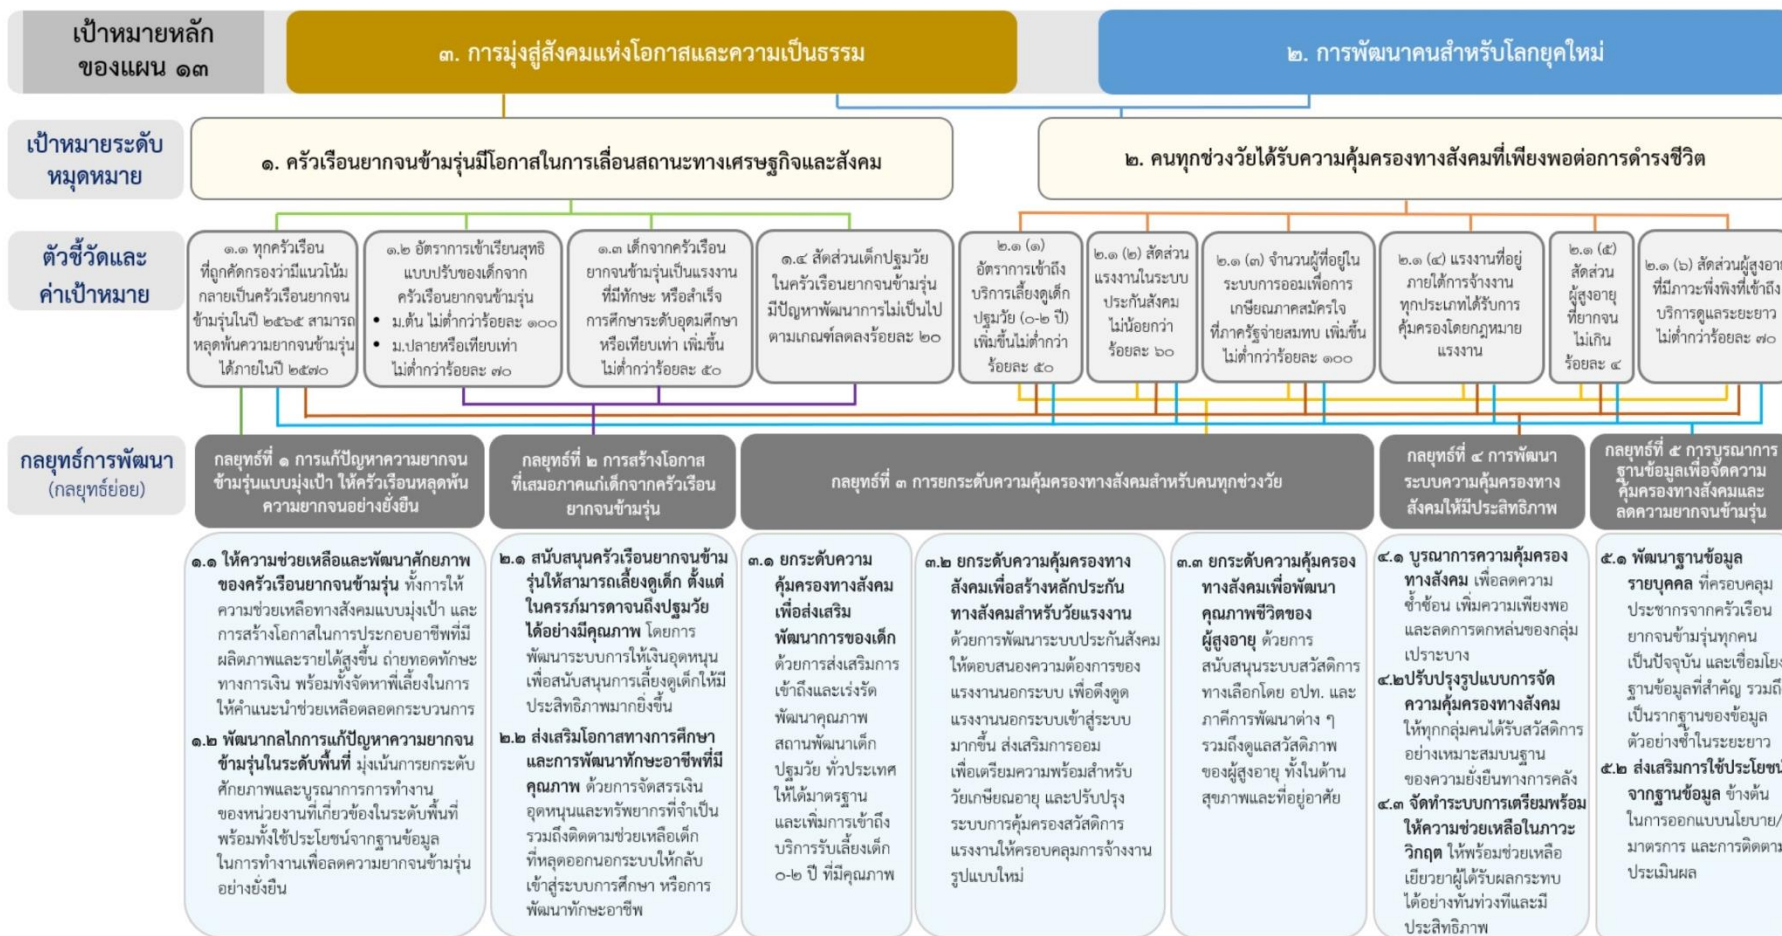 เป้าหมายหลัก
ของแผน ๑๓
๓. การมุ่งสู่สังคมแห่งโอกาสและความเป็นธรรม
๒. การพัฒนาคนสำหรับโลกยุคใหม่
เป้าหมายระดับ
หมุดหมาย
๑. ครัวเรือนยากจนข้ามรุ่นมีโอกาสในการเลื่อนสถานะทางเศรษฐกิจและสังคม
๒. คนทุกช่วงวัยได้รับความคุ้มครองทางสังคมที่เพียงพอต่อการดำรงชีวิต
ตัวชี้วัดและ
ค่าเป้าหมาย
๑.๑ ทุกครัวเรือน
ที่ถูกคัดกรองว่ามีแนวโน้ม
กลายเป็นครัวเรือนยากจน
ข้ามรุ่นในปี ๒๕๖๕ สามารถ
หลุดพ้นความยากจนข้ามรุ่น
ได้ภายในปี ๒๕๗๐
๑.๒ อัตราการเข้าเรียนสุทธิ
แบบปรับของเด็กจาก
ครัวเรือนยากจนข้ามรุ่น
• ม.ต้น ไม่ต่ำกว่าร้อยละ ๑๐๐
• ม.ปลายหรือเทียบเท่า
ไม่ต่ำกว่าร้อยละ ๗๐
๑.๓ เด็กจากครัวเรือน
ยากจนข้ามรุ่นเป็นแรงงาน
ที่มีทักษะ หรือสำเร็จ
การศึกษาระดับอุดมศึกษา
หรือเทียบเท่า เพิ่มขึ้น
ไม่ต่ำกว่าร้อยละ ๕๐
๑.๔ สัดส่วนเด็กปฐมวัย
ในครัวเรือนยากจนข้ามรุ่น
มีปัญหาพัฒนาการไม่เป็นไป
ตามเกณฑ์ลดลงร้อยละ ๒๐
๒.๑ (๑)
อัตราการเข้าถึง
บริการเลี้ยงดูเด็ก
ปฐมวัย (๐-๒ ปี)
เพิ่มขึ้นไม่ต่ำกว่า
ร้อยละ ๕๐
๒.๑ (๒) สัดส่วน
แรงงานในระบบ
ประกันสังคม
ไม่น้อยกว่า
ร้อยละ ๖๐
๒.๑ (๓) จำนวนผู้ที่อยู่ใน
ระบบการออมเพื่อการ
เกษียณภาคสมัครใจ
ที่ภาครัฐจ่ายสมทบ เพิ่มขึ้น
ไม่ต่ำกว่าร้อยละ ๑๐๐
๒.๑ (๔) แรงงานที่อยู่
ภายใต้การจ้างงาน
ทุกประเภทได้รับการ
คุ้มครองโดยกฎหมาย
แรงงาน
๒.๑ (๕)
สัดส่วน
ผู้สูงอายุ
ที่ยากจน
ไม่เกิน
ร้อยละ ๔
๒.๑ (๖) สัดส่วนผู้สูงอายุ
ที่มีภาวะพึ่งพิงที่เข้าถึง
บริการดูแลระยะยาว
ไม่ต่ำกว่าร้อยละ ๗๐
กลยุทธ์การพัฒนา
(กลยุทธ์ย่อย)
กลยุทธ์ที่ ๑ การแก้ปัญหาความยากจน
ข้ามรุ่นแบบมุ่งเป้า ให้ครัวเรือนหลุดพ้น
ความยากจนอย่างยั่งยืน
กลยุทธ์ที่ ๒ การสร้างโอกาส
ที่เสมอภาคแก่เด็กจากครัวเรือน
ยากจนข้ามรุ่น
กลยุทธ์ที่ ๓ การยกระดับความคุ้มครองทางสังคมสำหรับคนทุกช่วงวัย
กลยุทธ์ที่ ๔ การพัฒนา
ระบบความคุ้มครองทาง
สังคมให้มีประสิทธิภาพ
กลยุทธ์ที่ ๕ การบูรณาการ
ฐานข้อมูลเพื่อจัดความ
คุ้มครองทางสังคมและ
ลดความยากจนข้ามรุ่น
๑.๑ ให้ความช่วยเหลือและพัฒนาศักยภาพ
ของครัวเรือนยากจนข้ามรุ่น ทั้งการให้
ความช่วยเหลือทางสังคมแบบมุ่งเป้า และ
การสร้างโอกาสในการประกอบอาชีพที่มี
ผลิตภาพและรายได้สูงขึ้น ถ่ายทอดทักษะ
ทางการเงิน พร้อมทั้งจัดหาพี่เลี้ยงในการ
ให้คำแนะนำช่วยเหลือตลอดกระบวนการ
๑.๒ พัฒนากลไกการแก้ปัญหาความยากจน
ข้ามรุ่นในระดับพื้นที่ มุ่งเน้นการยกระดับ
ศักยภาพและบูรณาการการทำงาน
ของหน่วยงานที่เกี่ยวข้องในระดับพื้นที่
พร้อมทั้งใช้ประโยชน์จากฐานข้อมูล
ในการทำงานเพื่อลดความยากจนข้ามรุ่น
อย่างยั่งยืน
๒.๑ สนับสนุนครัวเรือนยากจนข้าม
รุ่นให้สามารถเลี้ยงดูเด็ก ตั้งแต่
ในครรภ์มารดาจนถึงปฐมวัย
ได้อย่างมีคุณภาพ โดยการ
พัฒนาระบบการให้เงินอุดหนุน
เพื่อสนับสนุนการเลี้ยงดูเด็กให้มี
ประสิทธิภาพมากยิ่งขึ้น
๒.๒ ส่งเสริมโอกาสทางการศึกษา
และการพัฒนาทักษะอาชีพที่มี
คุณภาพ ด้วยการจัดสรรเงิน
อุดหนุนและทรัพยากรที่จำเป็น
รวมถึงติดตามช่วยเหลือเด็ก
ที่หลุดออกนอกระบบให้กลับ
เข้าสู่ระบบการศึกษา หรือการ
พัฒนาทักษะอาชีพ
๓.๑ ยกระดับความ
คุ้มครองทางสังคม
เพื่อส่งเสริม
พัฒนาการของเด็ก
ด้วยการส่งเสริมการ
เข้าถึงและเร่งรัด
พัฒนาคุณภาพ
สถานพัฒนาเด็ก
ปฐมวัย ทั่วประเทศ
ให้ได้มาตรฐาน
และเพิ่มการเข้าถึง
บริการรับเลี้ยงเด็ก
๐-๒ ปี ที่มีคุณภาพ
๓.๒ ยกระดับความคุ้มครองทาง
สังคมเพื่อสร้างหลักประกัน
ทางสังคมสำหรับวัยแรงงาน
ด้วยการพัฒนาระบบประกันสังคม
ให้ตอบสนองความต้องการของ
แรงงานนอกระบบ เพื่อดึงดูด
แรงงานนอกระบบเข้าสู่ระบบ
มากขึ้น ส่งเสริมการออม
เพื่อเตรียมความพร้อมสำหรับ
วัยเกษียณอายุ และปรับปรุง
ระบบการคุ้มครองสวัสดิการ
แรงงานให้ครอบคลุมการจ้างงาน
รูปแบบใหม่
๓.๓ ยกระดับความคุ้มครอง
ทางสังคมเพื่อพัฒนา
คุณภาพชีวิตของ
ผู้สูงอายุ ด้วยการ
สนับสนุนระบบสวัสดิการ
ทางเลือกโดย อปท. และ
ภาคีการพัฒนาต่าง ๆ
รวมถึงดูแลสวัสดิภาพ
ของผู้สูงอายุ ทั้งในด้าน
สุขภาพและที่อยู่อาศัย
๔.๑ บูรณาการความคุ้มครอง
ทางสังคม เพื่อลดความ
ซ้ำซ้อน เพิ่มความเพียงพอ
และลดการตกหล่นของกลุ่ม
เปราะบาง
๔.๒ปรับปรุงรูปแบบการจัด
ความคุ้มครองทางสังคม
ให้ทุกกลุ่มคนได้รับสวัสดิการ
อย่างเหมาะสมบนฐาน
ของความยั่งยืนทางการคลัง
๔.๓ จัดทำระบบการเตรียมพร้อม
ให้ความช่วยเหลือในภาวะ
วิกฤต ให้พร้อมช่วยเหลือ
เยียวยาผู้ได้รับผลกระทบ
ได้อย่างทันท่วงทีและมี
ประสิทธิภาพ
๕.๑ พัฒนาฐานข้อมูล
รายบุคคล ที่ครอบคลุม
ประชากรจากครัวเรือน
ยากจนข้ามรุ่นทุกคน
เป็นปัจจุบัน และเชื่อมโยง
ฐานข้อมูลที่สำคัญ รวมถึง
เป็นรากฐานของข้อมูล
ตัวอย่างซ้ำในระยะยาว
๕.๒ ส่งเสริมการใช้ประโยชน์
จากฐานข้อมูล ข้างต้น
ในการออกแบบนโยบาย/
มาตรการ และการติดตาม
ประเมินผล